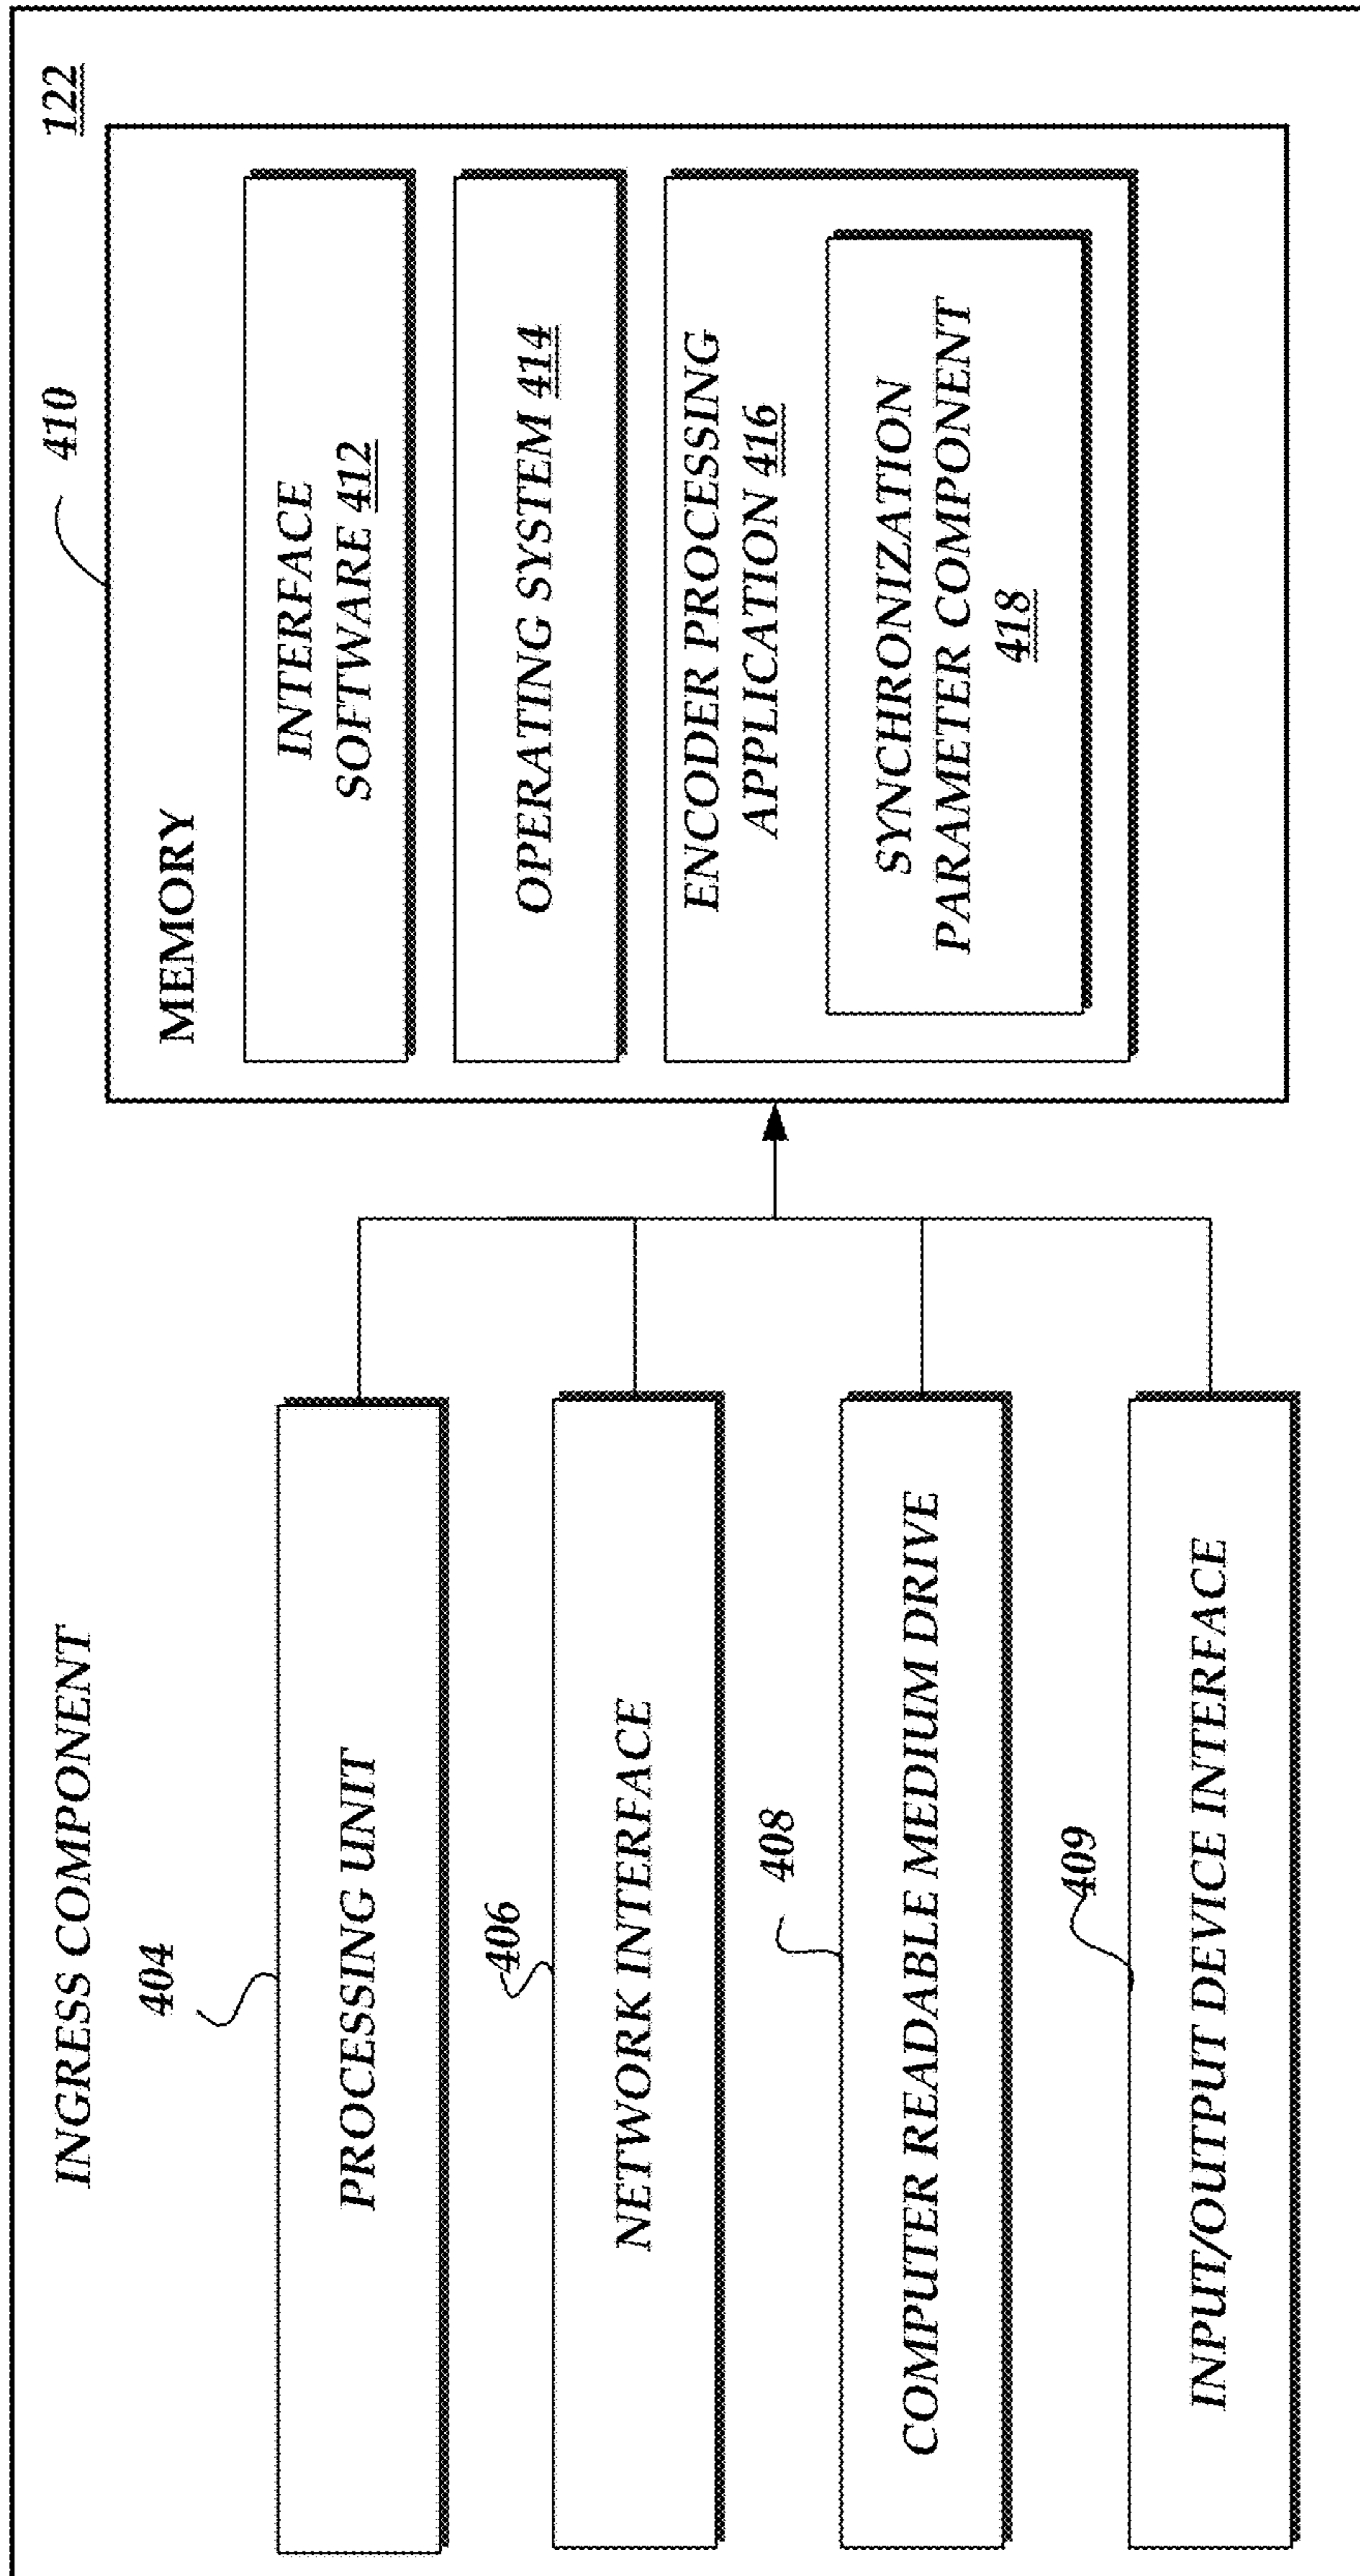 INGRESS COMPONENT
122
404
PROCESSING UNIT
406
NETWORK INTERFACE
408
COMPUTER READABLE MEDIUM DRIVE
409
INPUT/OUTPUT DEVICE INTERFACE
410
MEMORY
INTERFACE
SOFTWARE 412
OPERATING SYSTEM 414
ENCODER PROCESSING
APPLICATION 416
SYNCHRONIZATION
PARAMETER COMPONENT
418